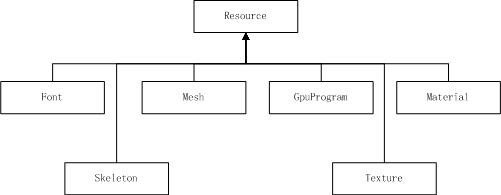 Resource
Font
Mesh
GpuProgram
Material
Skeleton
Texture